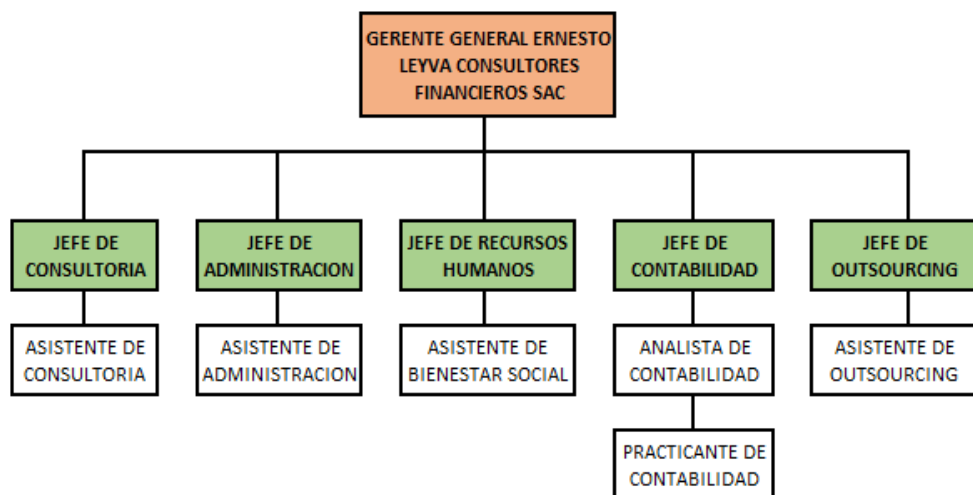 GERENTE GENERAL ERNESTO
LEYVA CONSULTORES
FINANCIEROS SAC
JEFE DE
CONSULTORIA
JEFE DE
ADMINISTRACION
JEFE DE RECURSOS
HUMANOS
JEFE DE
CONTABILIDAD
JEFE DE
OUTSOURCING
ASISTENTE DE
CONSULTORIA
ASISTENTE DE
ADMINISTRACION
ASISTENTE DE
BIENESTAR SOCIAL
ANALISTA DE
CONTABILIDAD
ASISTENTE DE
OUTSOURCING
PRACTICANTE DE
CONTABILIDAD